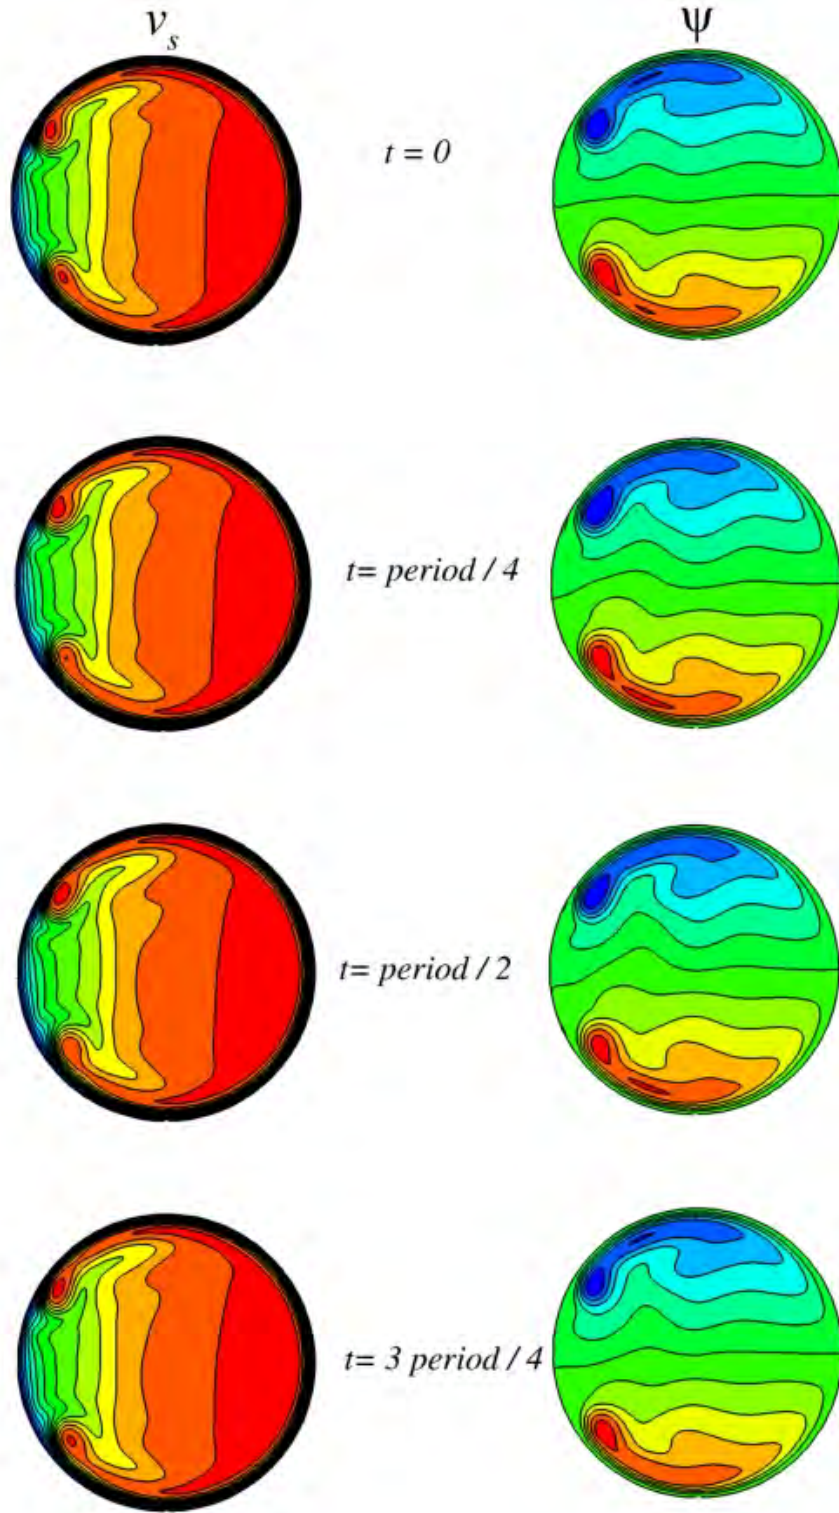 v_s ψ
t = 0
t= period / 4
t= period / 2
t= 3 period / 4